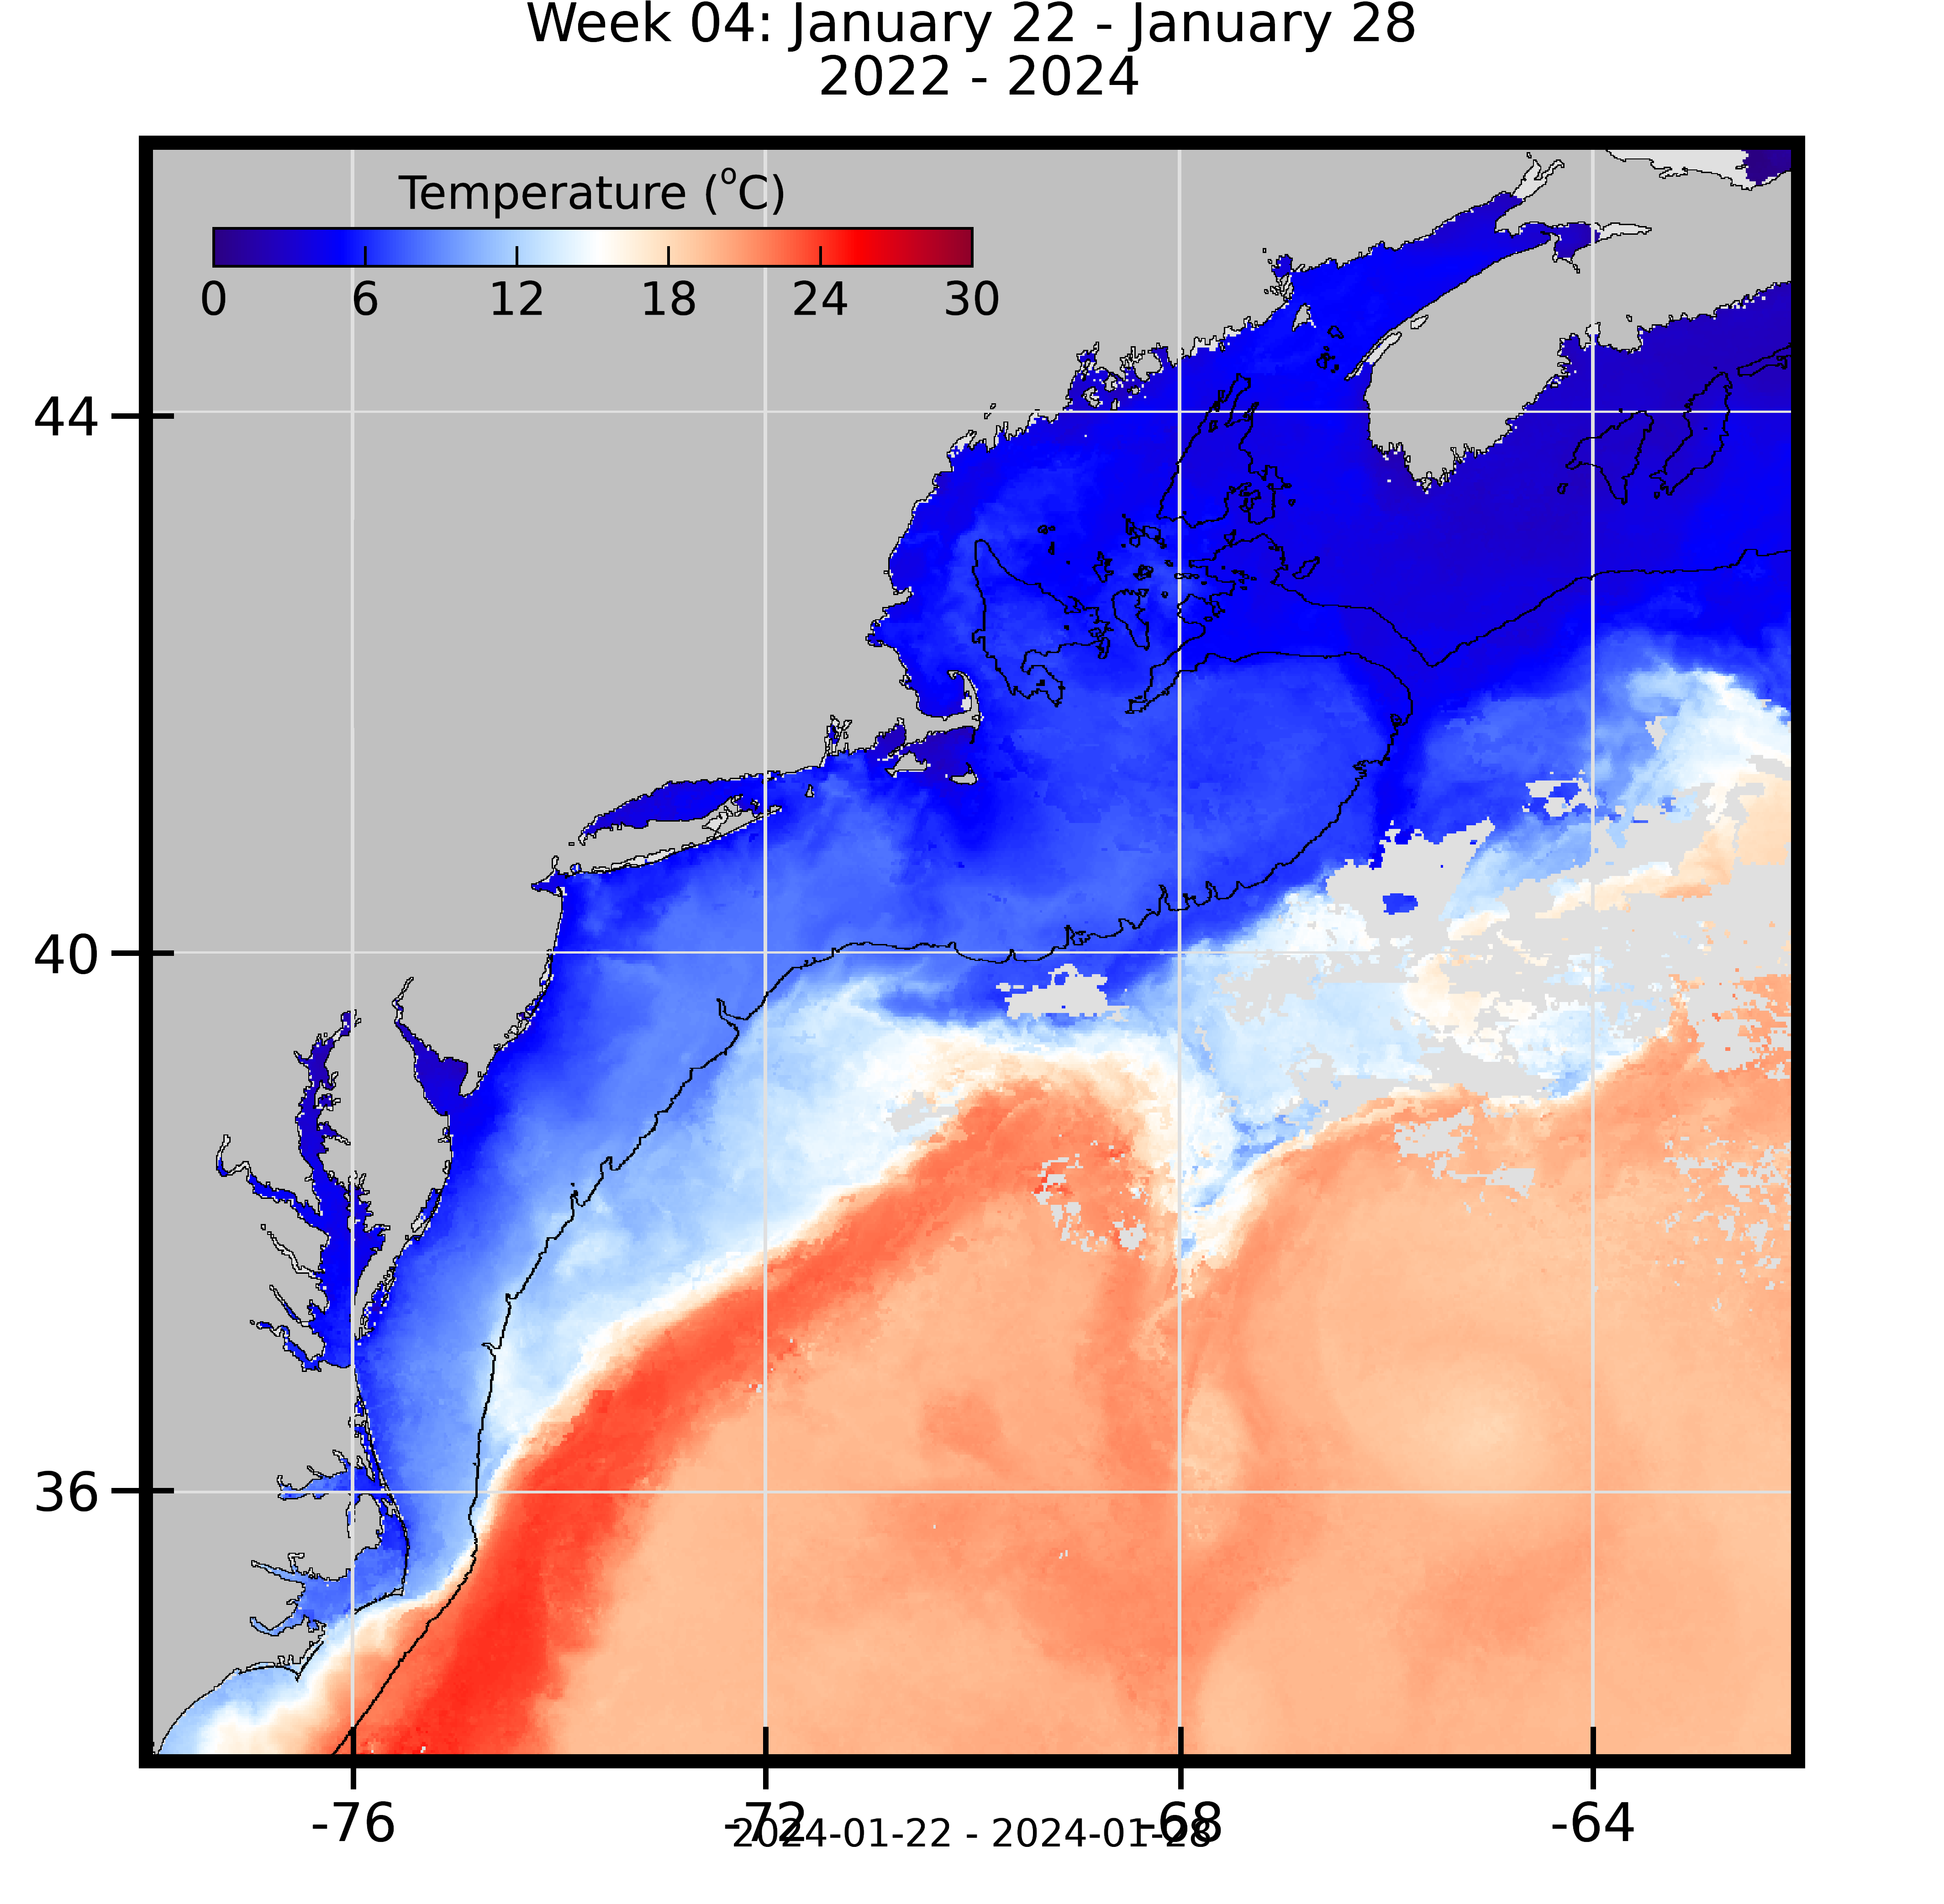 Week 04: January 22 - January 28
2022 - 2024
Temperature (°C)
0 6 12 18 24 30
44
40
36
-76 -72 -68 -64
2024-01-22 - 2024-01-28